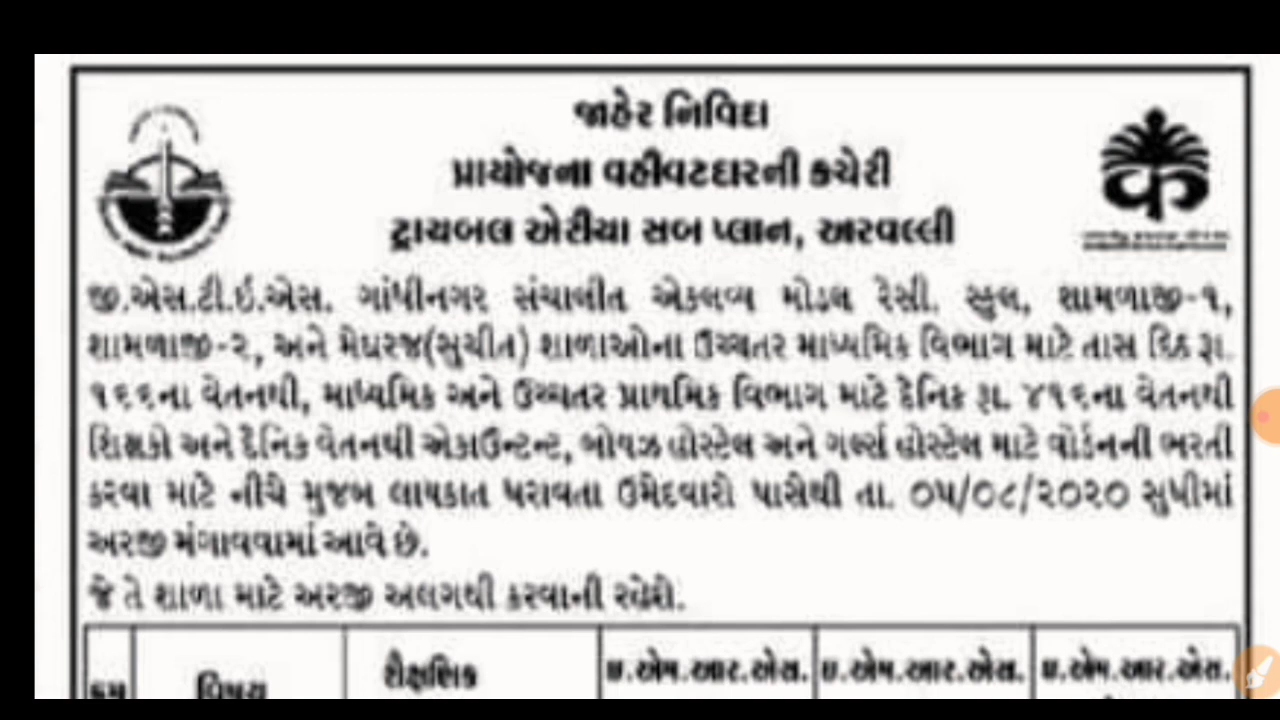 જાહેર નિવિદા
પ્રાયોજના વહીવટદારની કચેરી
ટ્રાયબલ એરીયા સબ પ્લાન, અરવલ્લી
જી.એસ.ટી.ઇ.એસ. ગાંધીનગર સંચાલીત એકલવ્ય મોડલ રેસી. સ્કુલ, શામળાજી-૧,
શામળાજી-૨, અને મેઘરજ(સુચીત) શાળાઓના ઉચ્ચતર માધ્યમિક વિભાગ માટે તાસ દિઠ રૂા.
૧૬૬ના વેતનથી, માધ્યમિક અને ઉચ્ચતર પ્રાથમિક વિભાગ માટે દૈનિક રૂા. ૪૧૬ના વેતનથી
શિક્ષકો અને દૈનિક વેતનથી એકાઉન્ટન્ટ, બોયઝ હોસ્ટેલ અને ગર્લ્સ હોસ્ટેલ માટે વોર્ડનની ભરતી
કરવા માટે નીચે મુજબ લાયકાત ધરાવતા ઉમેદવારો પાસેથી તા. ૦૫/૦૮/૨૦૨૦ સુધીમાં
અરજી મંગાવવામાં આવે છે.
જે તે શાળા માટે અરજી અલગથી કરવાની રહેશે.
ક્રમ વિષય શૈક્ષણિક ઇ.એમ.આર.એસ. ઇ.એમ.આર.એસ. ઇ.એમ.આર.એસ.